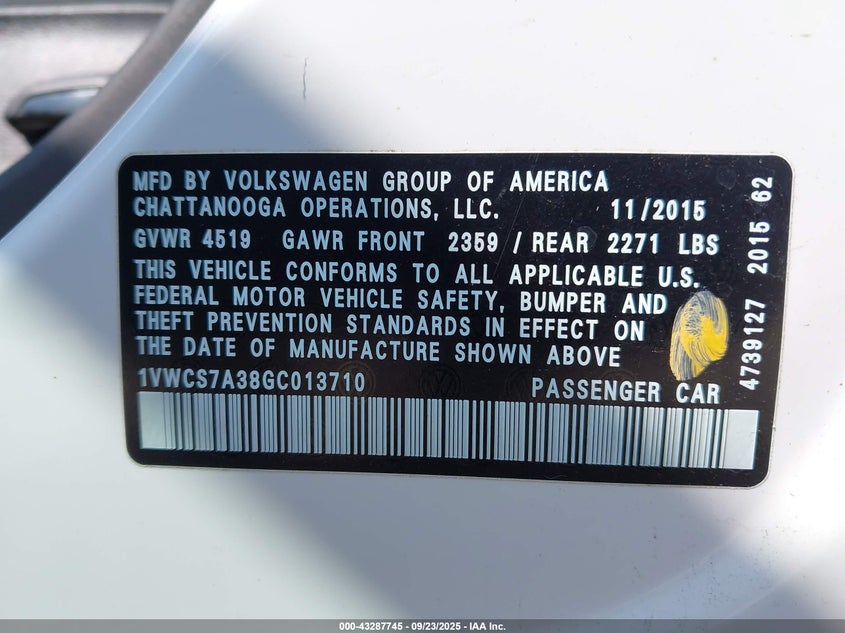 MFD BY VOLKSWAGEN GROUP OF AMERICA
CHATTANOOGA OPERATIONS, LLC. 11/2015
GVWR 4519 GAWR FRONT 2359 / REAR 2271 LBS
THIS VEHICLE CONFORMS TO ALL APPLICABLE U.S.
FEDERAL MOTOR VEHICLE SAFETY, BUMPER AND
THEFT PREVENTION STANDARDS IN EFFECT ON
THE DATE OF MANUFACTURE SHOWN ABOVE
1VWCS7A38GC013710 PASSENGER CAR
4739127 2015 62
000-43287745 - 09/23/2025 - IAA Inc.